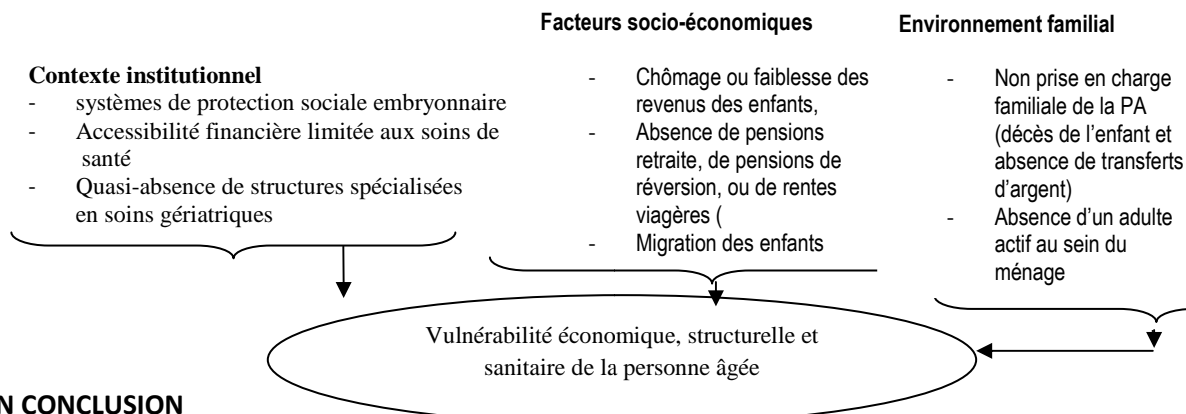 Contexte institutionnel
- systèmes de protection sociale embryonnaire
- Accessibilité financière limitée aux soins de
santé
- Quasi-absence de structures spécialisées
en soins gériatriques
Facteurs socio-économiques
- Chômage ou faiblesse des
revenus des enfants,
- Absence de pensions
retraite, de pensions de
réversion, ou de rentes
viagères (
- Migration des enfants
Environnement familial
- Non prise en charge
familiale de la PA
(décès de l’enfant et
absence de transferts
d’argent)
- Absence d’un adulte
actif au sein du
ménage
Vulnérabilité économique, structurelle et
sanitaire de la personne âgée
N CONCLUSION